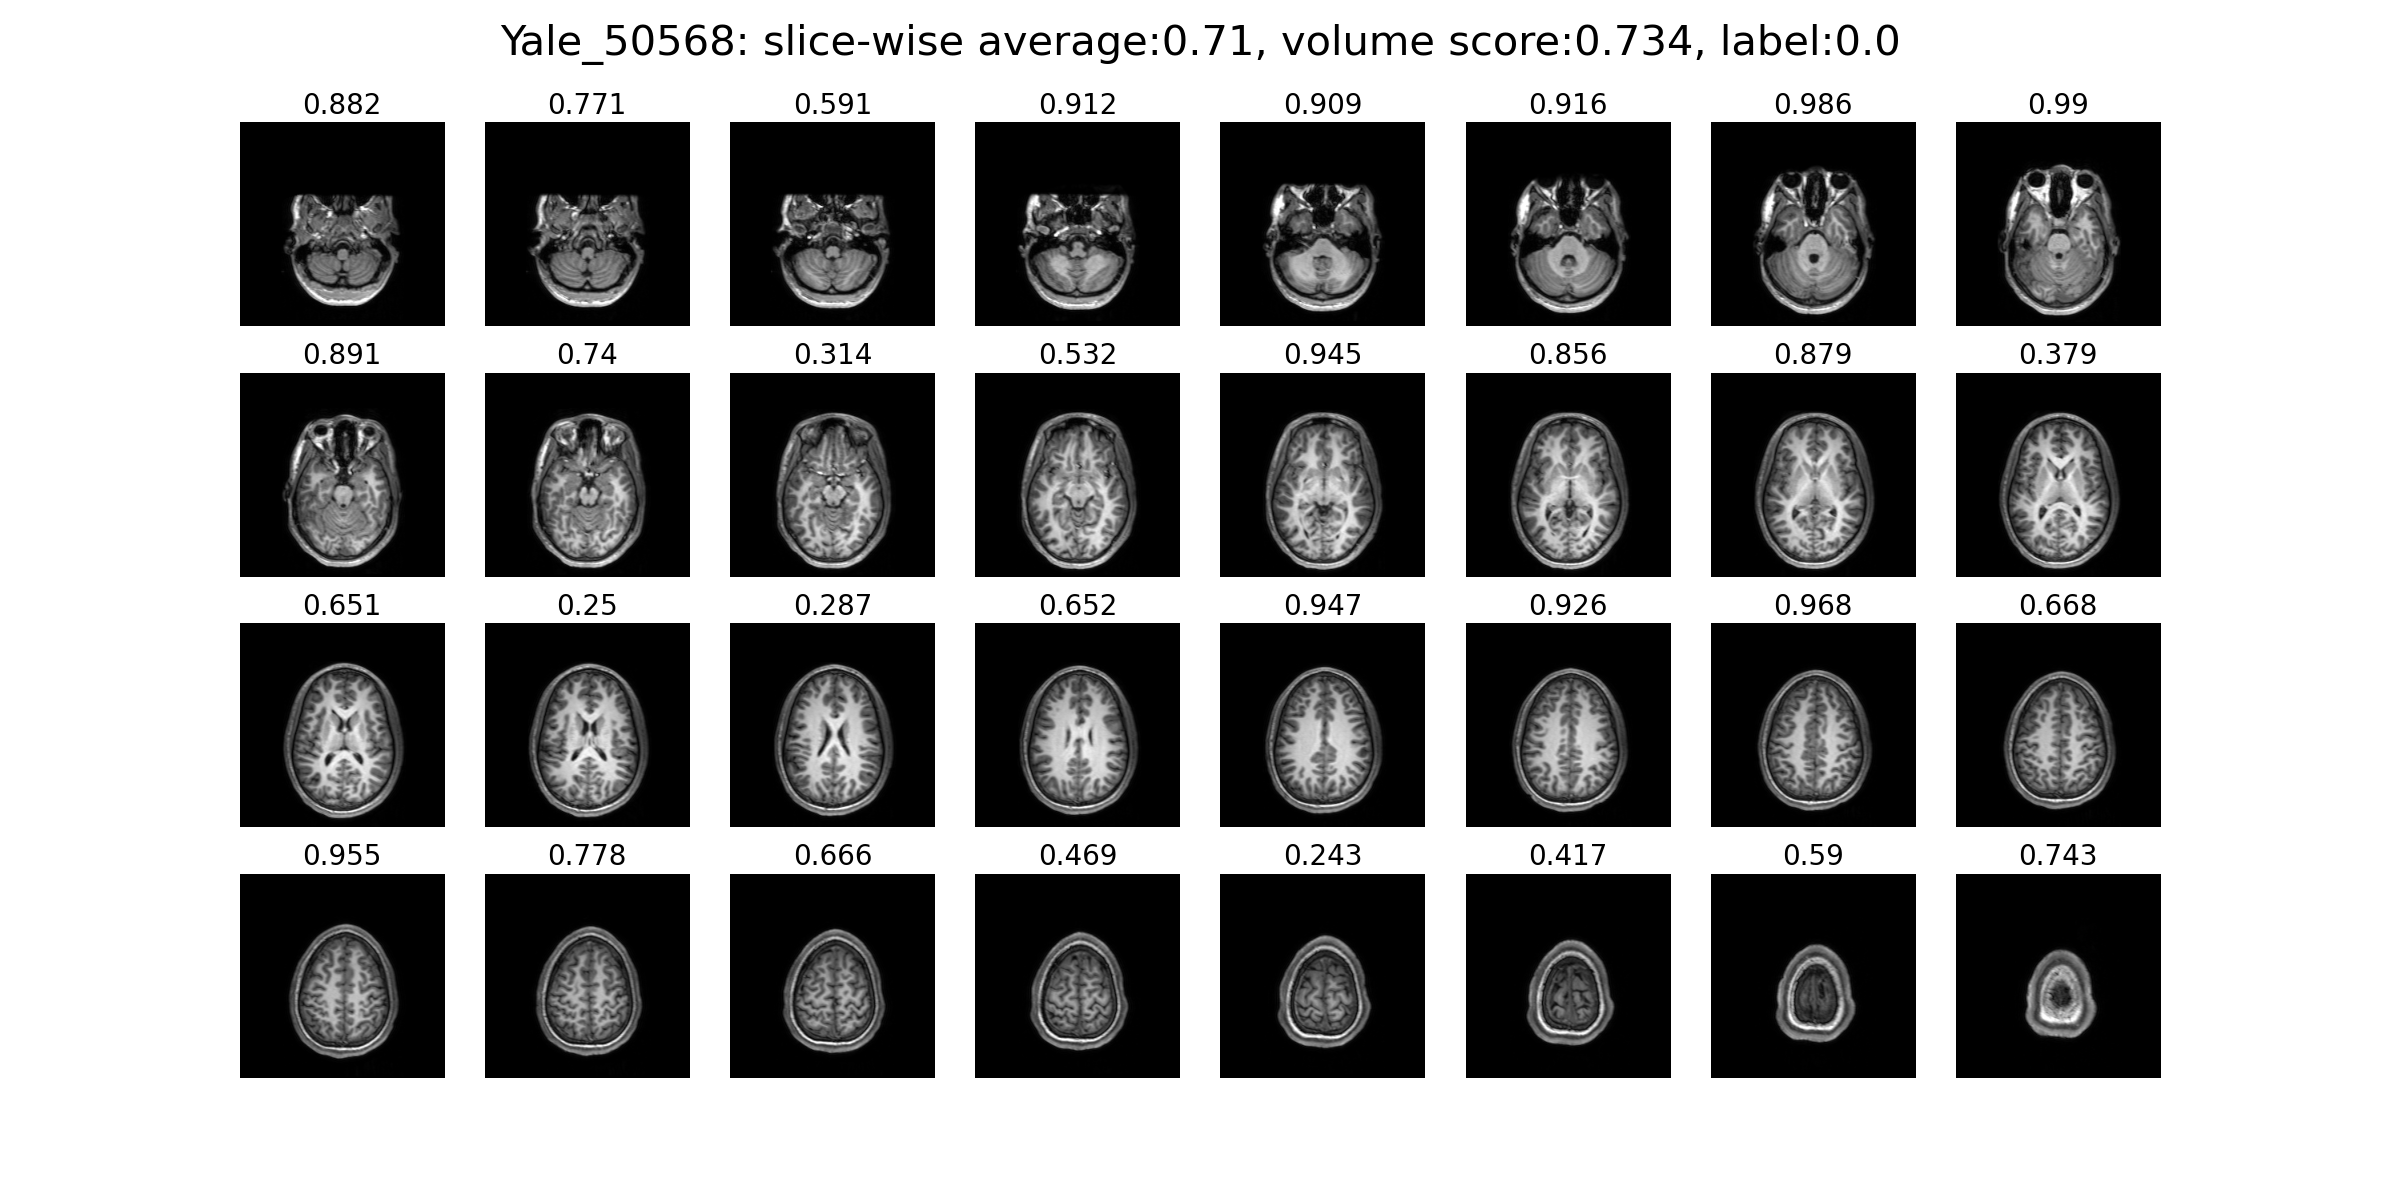 Yale_50568: slice-wise average:0.71, volume score:0.734, label:0.0
0.882 0.771 0.591 0.912 0.909 0.916 0.986 0.99
0.891 0.74 0.314 0.532 0.945 0.856 0.879 0.379
0.651 0.25 0.287 0.652 0.947 0.926 0.968 0.668
0.955 0.778 0.666 0.469 0.243 0.417 0.59 0.743